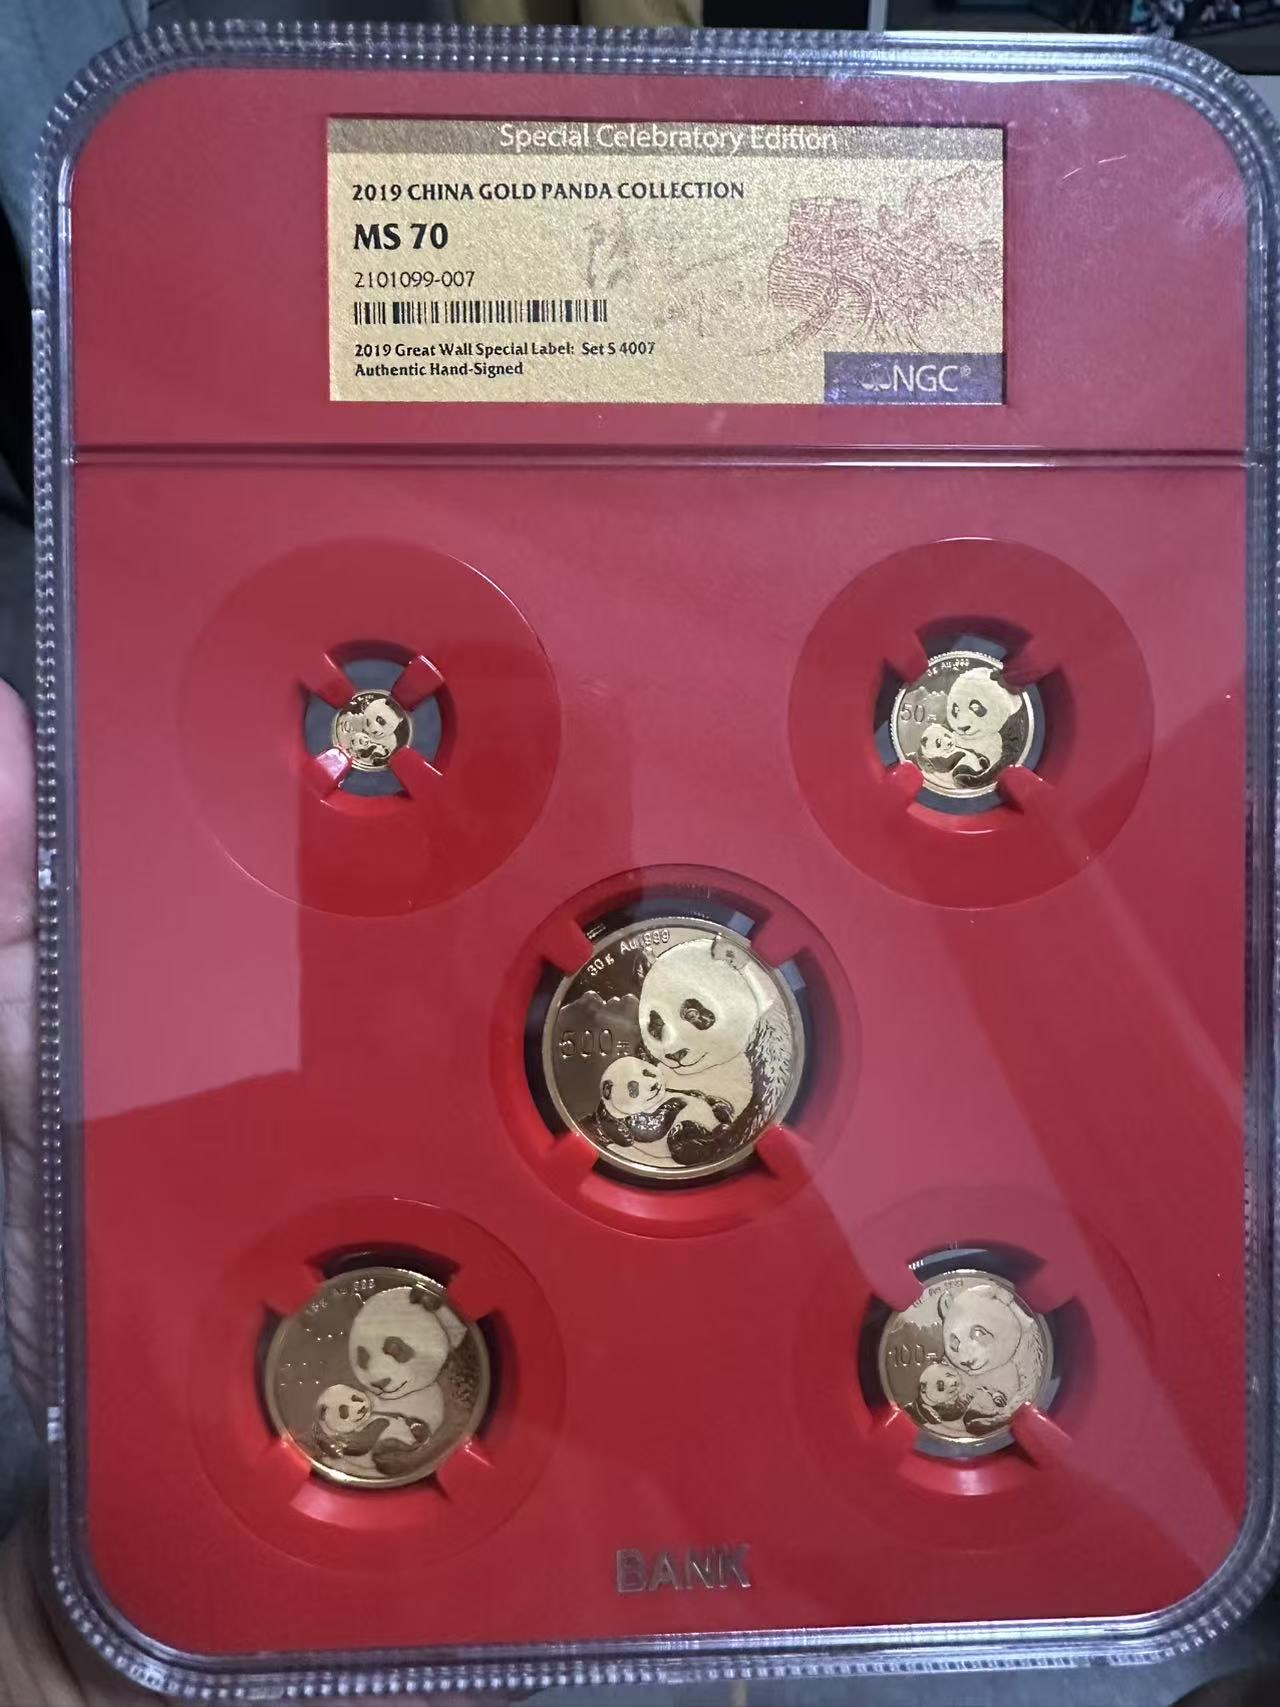 Special Celebratory Edition
2019 CHINA GOLD PANDA COLLECTION
MS 70
2101099-007
2019 Great Wall Special Label: Set S 4007
Authentic Hand-Signed
NGC®
50元
30g Au.999
500元
100元
BANK